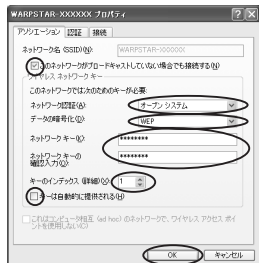 WARPSTAR-XXXXXX プロパティ
アソシエーション 認証 接続
ネットワーク名 (SSID)(N): WARPSTAR-XXXXXX
このネットワークがブロードキャストしていない場合でも接続する(N)
ワイヤレス ネットワーク キー
このネットワークでは次のためのキーが必要:
ネットワーク認証(A): オープン システム
データの暗号化(D): WEP
ネットワーク キー(K): ********
ネットワーク キーの確認入力(O): ********
キーのインデックス (詳細)(X): 1
キーは自動的に提供される(H)
これはコンピュータ相互 (ad hoc) のネットワークで、ワイヤレス アクセス ポイントを使用しない(C)
OK キャンセル